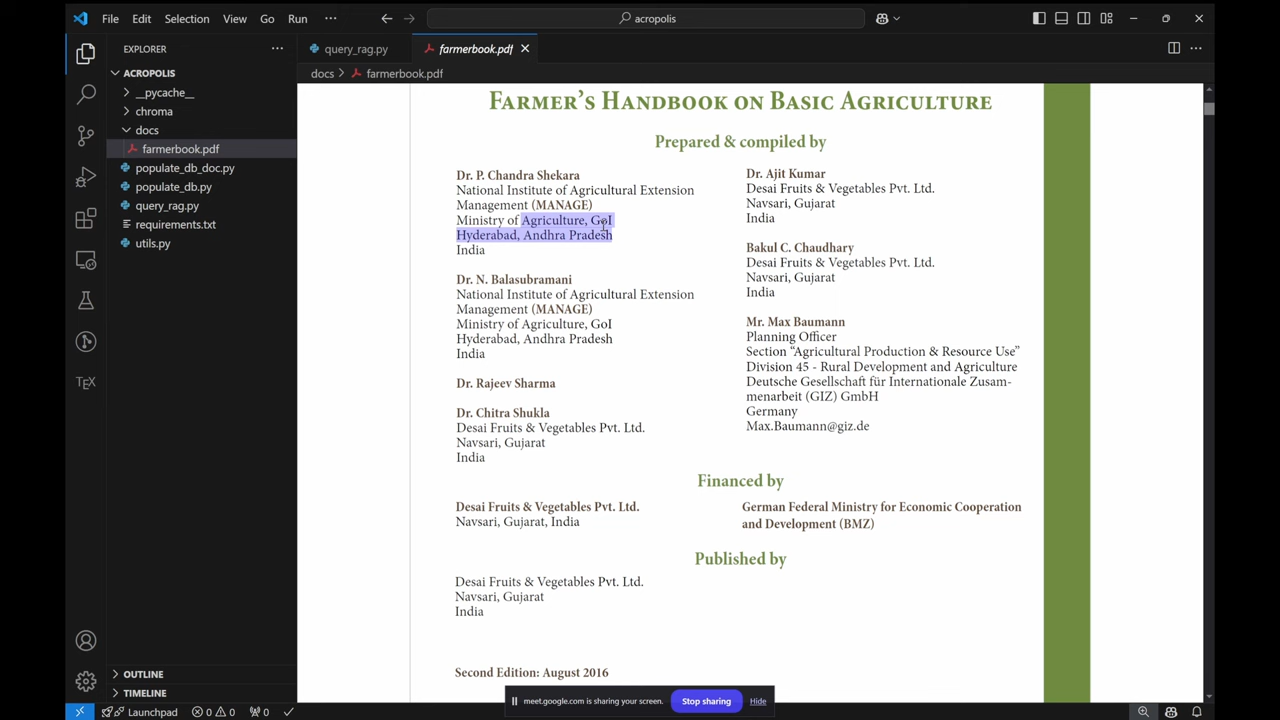 File Edit Selection View Go Run ··· acropolis
EXPLORER ···
query_rag.py
farmerbook.pdf
ACROPOLIS
docs > farmerbook.pdf
__pycache__
chroma
docs
farmerbook.pdf
populate_db_doc.py
populate_db.py
query_rag.py
requirements.txt
utils.py
TEX
OUTLINE
TIMELINE
FARMER'S HANDBOOK ON BASIC AGRICULTURE
Prepared & compiled by
Dr. P. Chandra Shekara
National Institute of Agricultural Extension
Management (MANAGE)
Ministry of Agriculture, GoI
Hyderabad, Andhra Pradesh
India
Dr. N. Balasubramani
National Institute of Agricultural Extension
Management (MANAGE)
Ministry of Agriculture, GoI
Hyderabad, Andhra Pradesh
India
Dr. Rajeev Sharma
Dr. Chitra Shukla
Desai Fruits & Vegetables Pvt. Ltd.
Navsari, Gujarat
India
Dr. Ajit Kumar
Desai Fruits & Vegetables Pvt. Ltd.
Navsari, Gujarat
India
Bakul C. Chaudhary
Desai Fruits & Vegetables Pvt. Ltd.
Navsari, Gujarat
India
Mr. Max Baumann
Planning Officer
Section "Agricultural Production & Resource Use"
Division 45 - Rural Development and Agriculture
Deutsche Gesellschaft für Internationale Zusam-
menarbeit (GIZ) GmbH
Germany
Max.Baumann@giz.de
Financed by
Desai Fruits & Vegetables Pvt. Ltd.
Navsari, Gujarat, India
German Federal Ministry for Economic Cooperation
and Development (BMZ)
Published by
Desai Fruits & Vegetables Pvt. Ltd.
Navsari, Gujarat
India
Second Edition: August 2016
meet.google.com is sharing your screen. Stop sharing Hide
Launchpad 0 0 0